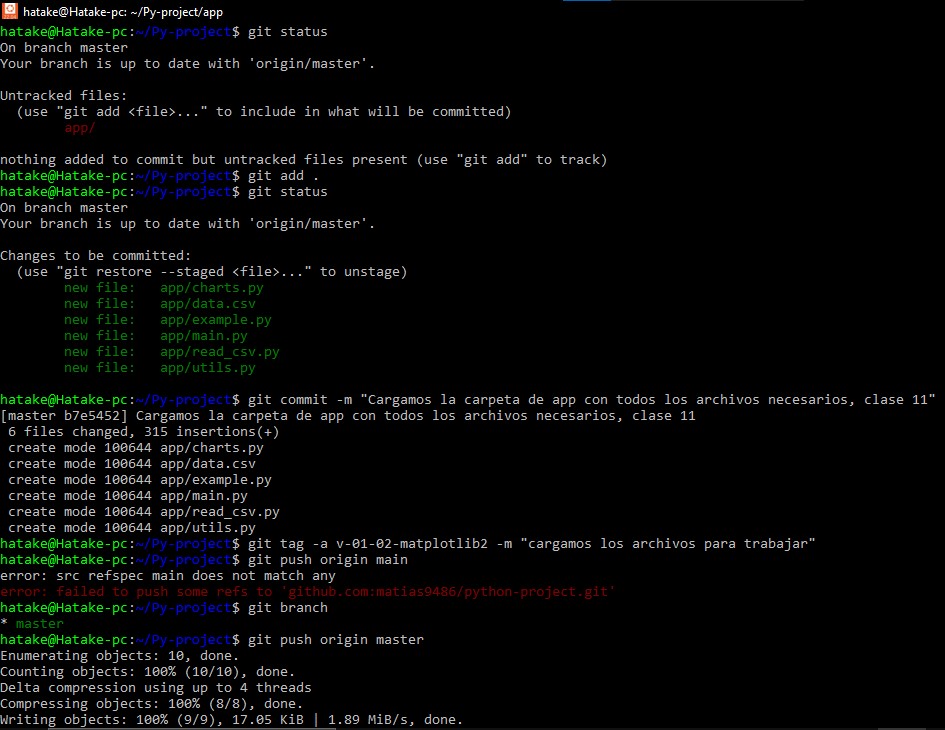 hatake@Hatake-pc: ~/Py-project/app
hatake@Hatake-pc:~/Py-project$ git status
On branch master
Your branch is up to date with 'origin/master'.
Untracked files:
  (use "git add <file>..." to include in what will be committed)
        app/
nothing added to commit but untracked files present (use "git add" to track)
hatake@Hatake-pc:~/Py-project$ git add .
hatake@Hatake-pc:~/Py-project$ git status
On branch master
Your branch is up to date with 'origin/master'.
Changes to be committed:
  (use "git restore --staged <file>..." to unstage)
        new file:   app/charts.py
        new file:   app/data.csv
        new file:   app/example.py
        new file:   app/main.py
        new file:   app/read_csv.py
        new file:   app/utils.py
hatake@Hatake-pc:~/Py-project$ git commit -m "Cargamos la carpeta de app con todos los archivos necesarios, clase 11"
[master b7e5452] Cargamos la carpeta de app con todos los archivos necesarios, clase 11
 6 files changed, 315 insertions(+)
 create mode 100644 app/charts.py
 create mode 100644 app/data.csv
 create mode 100644 app/example.py
 create mode 100644 app/main.py
 create mode 100644 app/read_csv.py
 create mode 100644 app/utils.py
hatake@Hatake-pc:~/Py-project$ git tag -a v-01-02-matplotlib2 -m "cargamos los archivos para trabajar"
hatake@Hatake-pc:~/Py-project$ git push origin main
error: src refspec main does not match any
error: failed to push some refs to 'github.com:matias9486/python-project.git'
hatake@Hatake-pc:~/Py-project$ git branch
* master
hatake@Hatake-pc:~/Py-project$ git push origin master
Enumerating objects: 10, done.
Counting objects: 100% (10/10), done.
Delta compression using up to 4 threads
Compressing objects: 100% (8/8), done.
Writing objects: 100% (9/9), 17.05 KiB | 1.89 MiB/s, done.